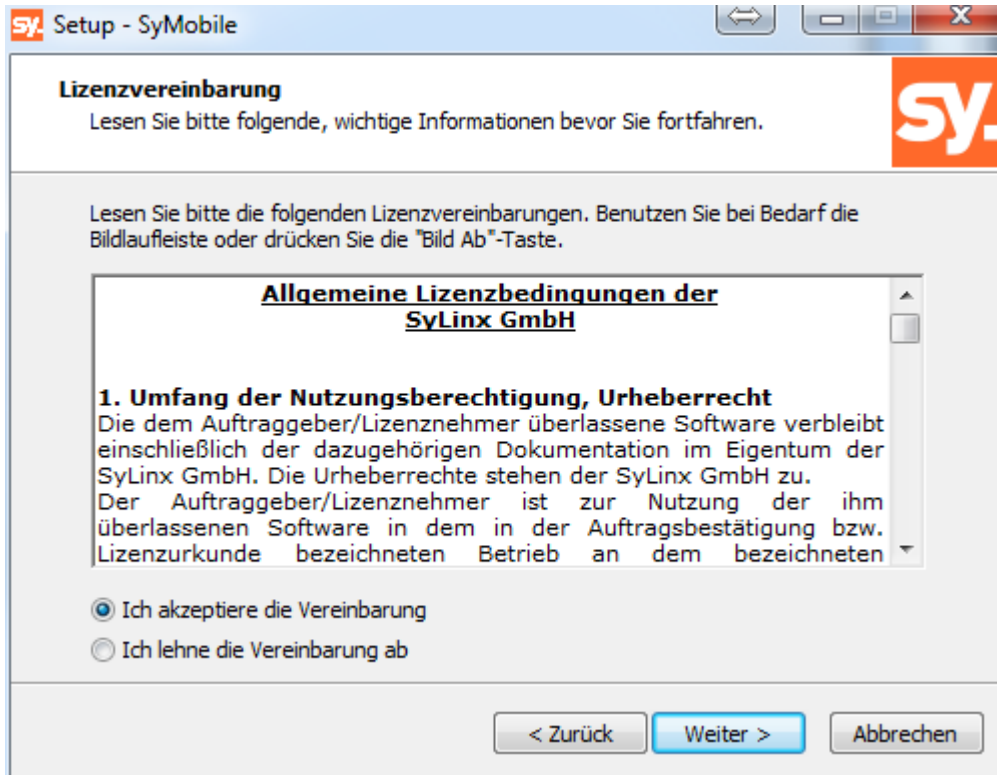 sy. Setup - SyMobile
Lizenzvereinbarung
Lesen Sie bitte folgende, wichtige Informationen bevor Sie fortfahren.
sy.
Lesen Sie bitte die folgenden Lizenzvereinbarungen. Benutzen Sie bei Bedarf die
Bildlaufleiste oder drücken Sie die "Bild Ab"-Taste.
Allgemeine Lizenzbedingungen der
SyLinx GmbH
1. Umfang der Nutzungsberechtigung, Urheberrecht
Die dem Auftraggeber/Lizenznehmer überlassene Software verbleibt
einschließlich der dazugehörigen Dokumentation im Eigentum der
SyLinx GmbH. Die Urheberrechte stehen der SyLinx GmbH zu.
Der Auftraggeber/Lizenznehmer ist zur Nutzung der ihm
überlassenen Software in dem in der Auftragsbestätigung bzw.
Lizenzurkunde bezeichneten Betrieb an dem bezeichneten
Ich akzeptiere die Vereinbarung
Ich lehne die Vereinbarung ab
< Zurück Weiter > Abbrechen